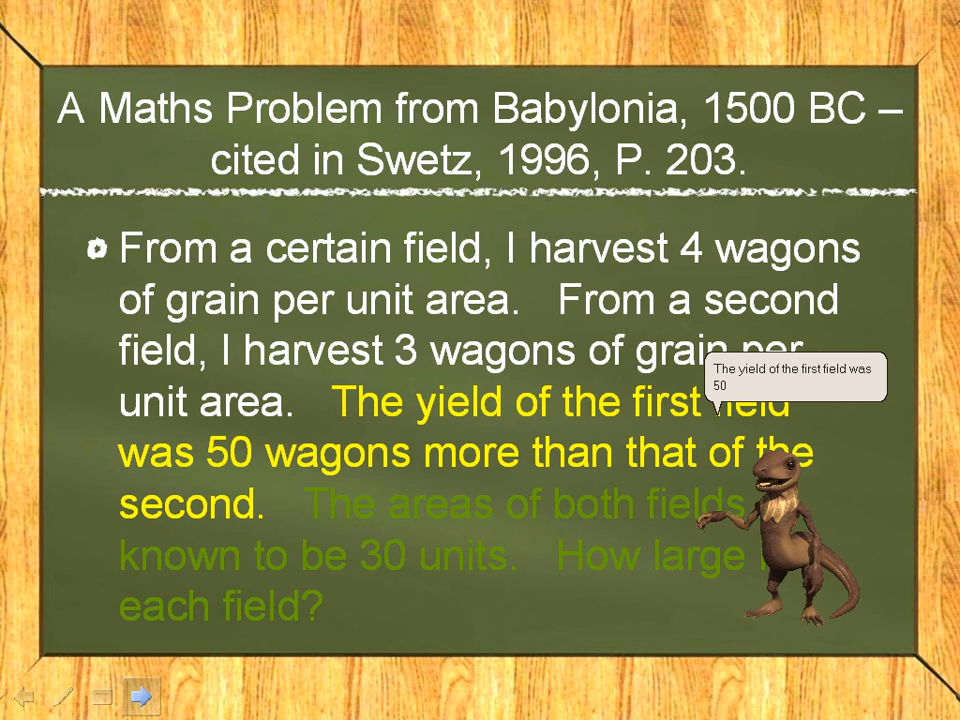 A Maths Problem from Babylonia, 1500 BC –
cited in Swetz, 1996, P. 203.
From a certain field, I harvest 4 wagons
of grain per unit area. From a second
field, I harvest 3 wagons of grain per
unit area. The yield of the first field
was 50 wagons more than that of the
second. The areas of both fields
known to be 30 units. How large
each field?
The yield of the first field was
50